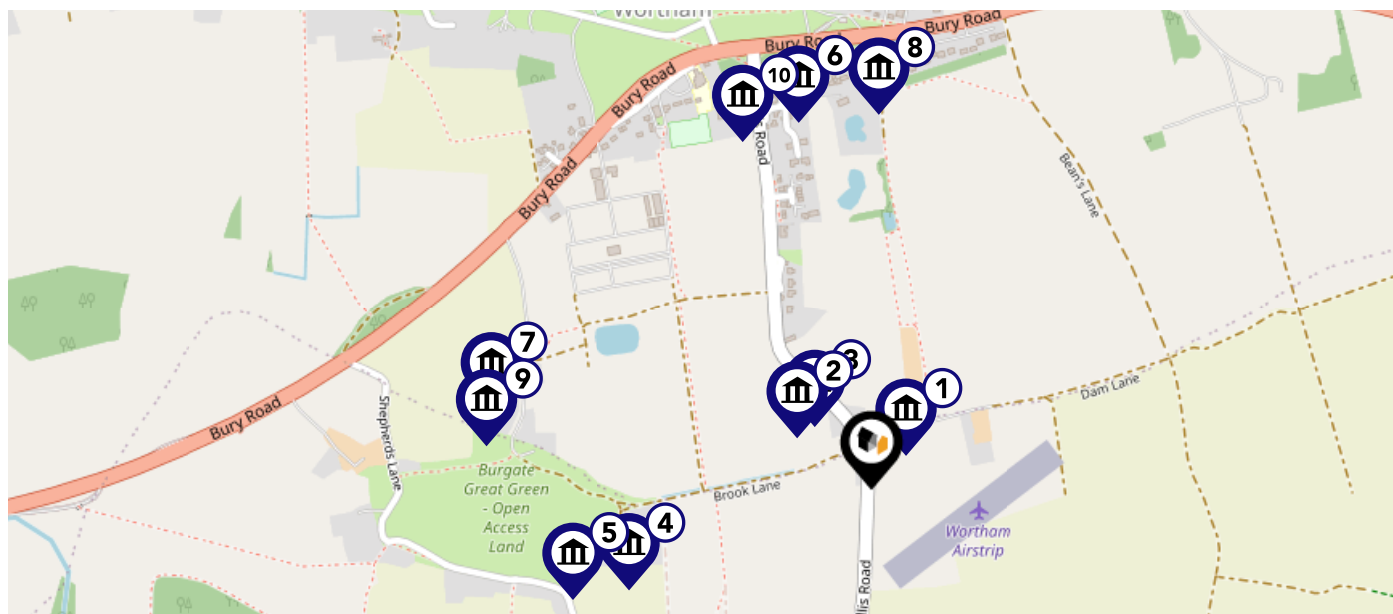 Wortham
Bury Road
Bury Road
Bury Road
Bury Road
Bury Road
6
8
10
Road
Bean's Lane
7
9
3
2
1
Dam Lane
Shepherds Lane
Burgate
Great Green
- Open
Access
Land
Brook Lane
5
4
Wortham
Airstrip
llis Road